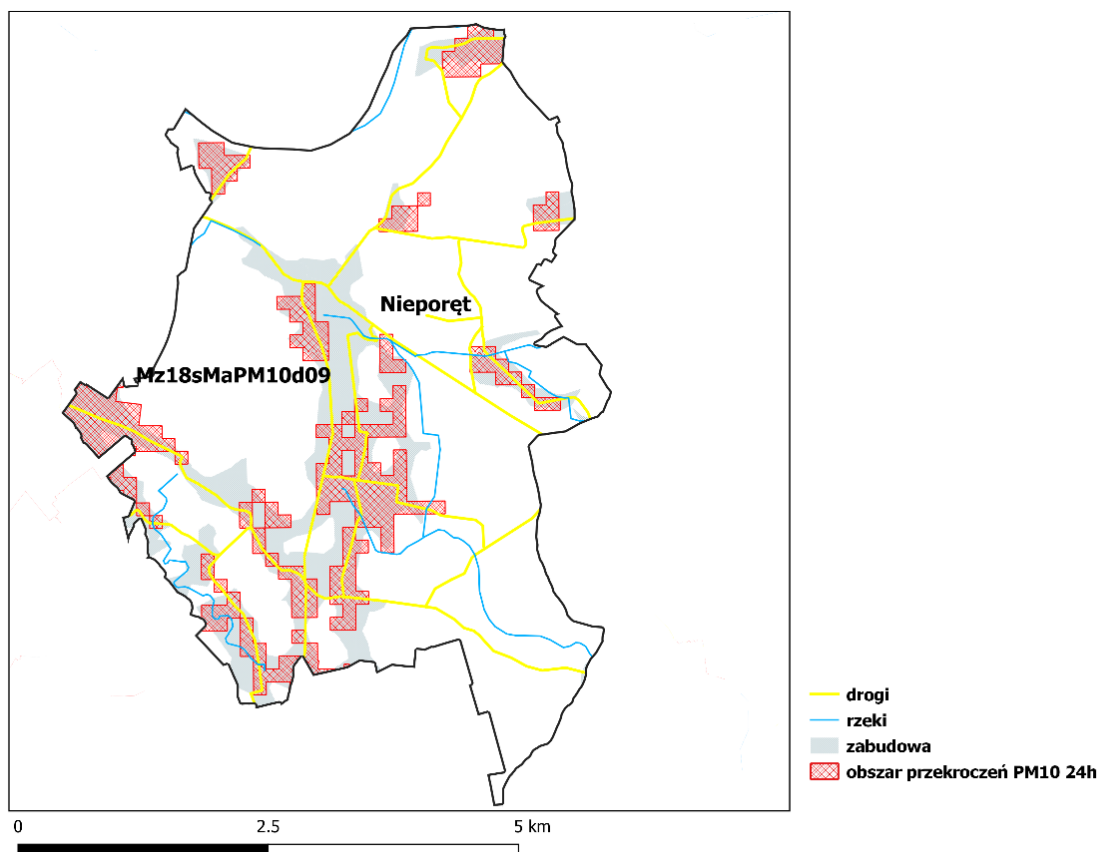 Nieporęt
Mz18sMaPM10d09
drogi
rzeki
zabudowa
obszar przekroczeń PM10 24h
0 2.5 5 km